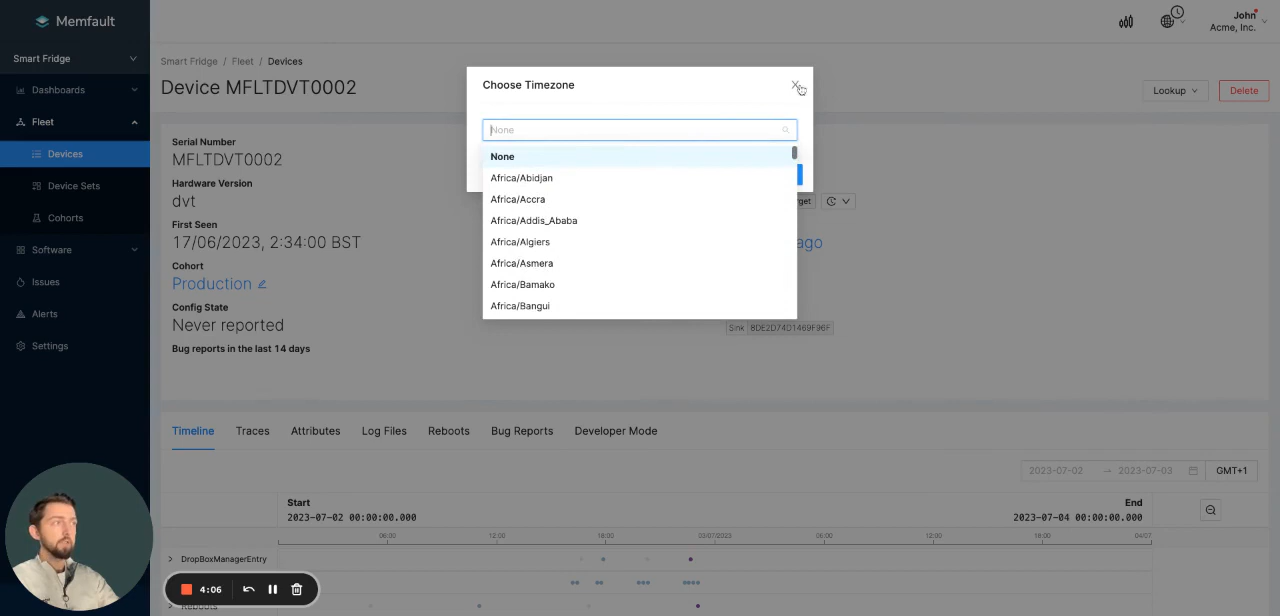 Memfault
John
Acme, Inc.
Smart Fridge
Dashboards
Fleet
Devices
Device Sets
Cohorts
Software
Issues
Alerts
Settings
Smart Fridge / Fleet / Devices
Device MFLTDVT0002
Lookup
Delete
Serial Number
MFLTDVT0002
Hardware Version
dvt
First Seen
17/06/2023, 2:34:00 BST
Cohort
Production
Config State
Never reported
Bug reports in the last 14 days
Choose Timezone
None
None
Africa/Abidjan
Africa/Accra
Africa/Addis_Ababa
Africa/Algiers
Africa/Asmera
Africa/Bamako
Africa/Bangui
ago
Sink 8DE2D74D1469F96F
Timeline Traces Attributes Log Files Reboots Bug Reports Developer Mode
2023-07-02 → 2023-07-03 GMT+1
Start End
2023-07-02 00:00:00.000 2023-07-04 00:00:00.000
06:00 12:00 18:00 03/07/2023 06:00 12:00 18:00 04/07
DropBoxManagerEntry
Reboots
4:06